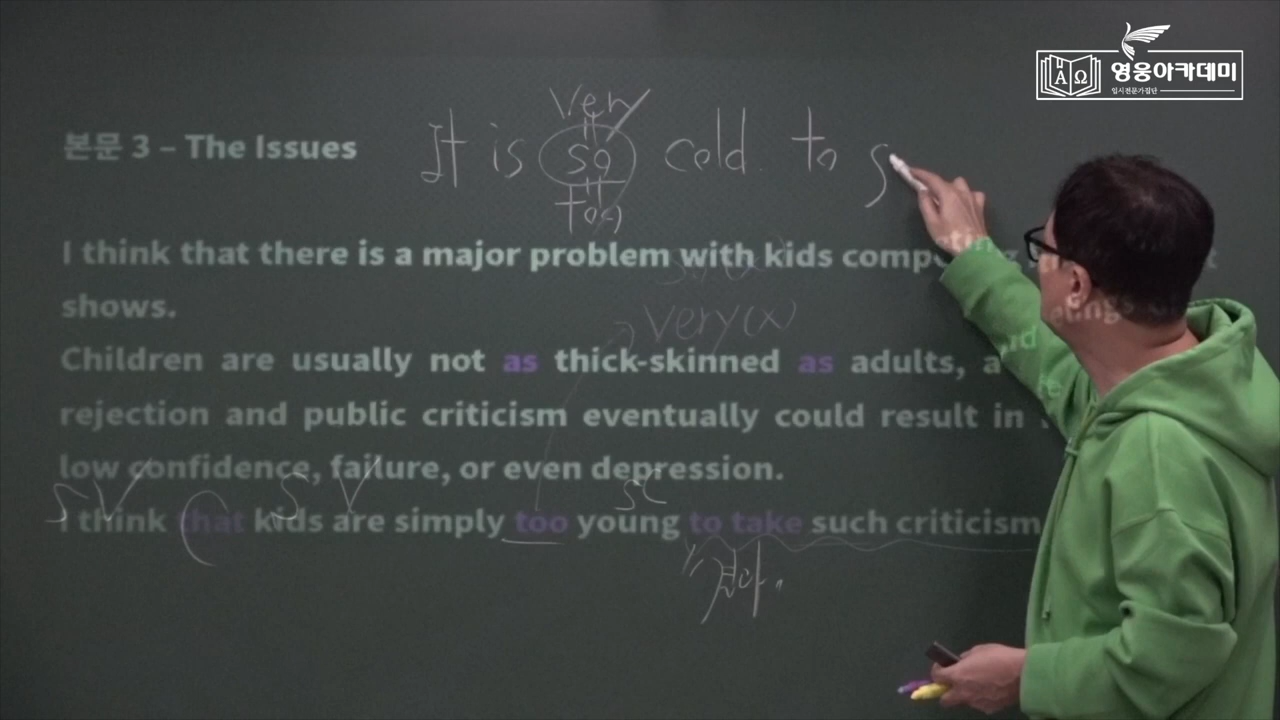 영웅아카데미
입시전문가집단
very
It is so cold to g
too
본문 3 – The Issues
I think that there is a major problem with kids comp
shows.
very(x)
Children are usually not as thick-skinned as adults, a
rejection and public criticism eventually could result in
low confidence, failure, or even depression.
S V S V
I think that kids are simply too young to take such criticism